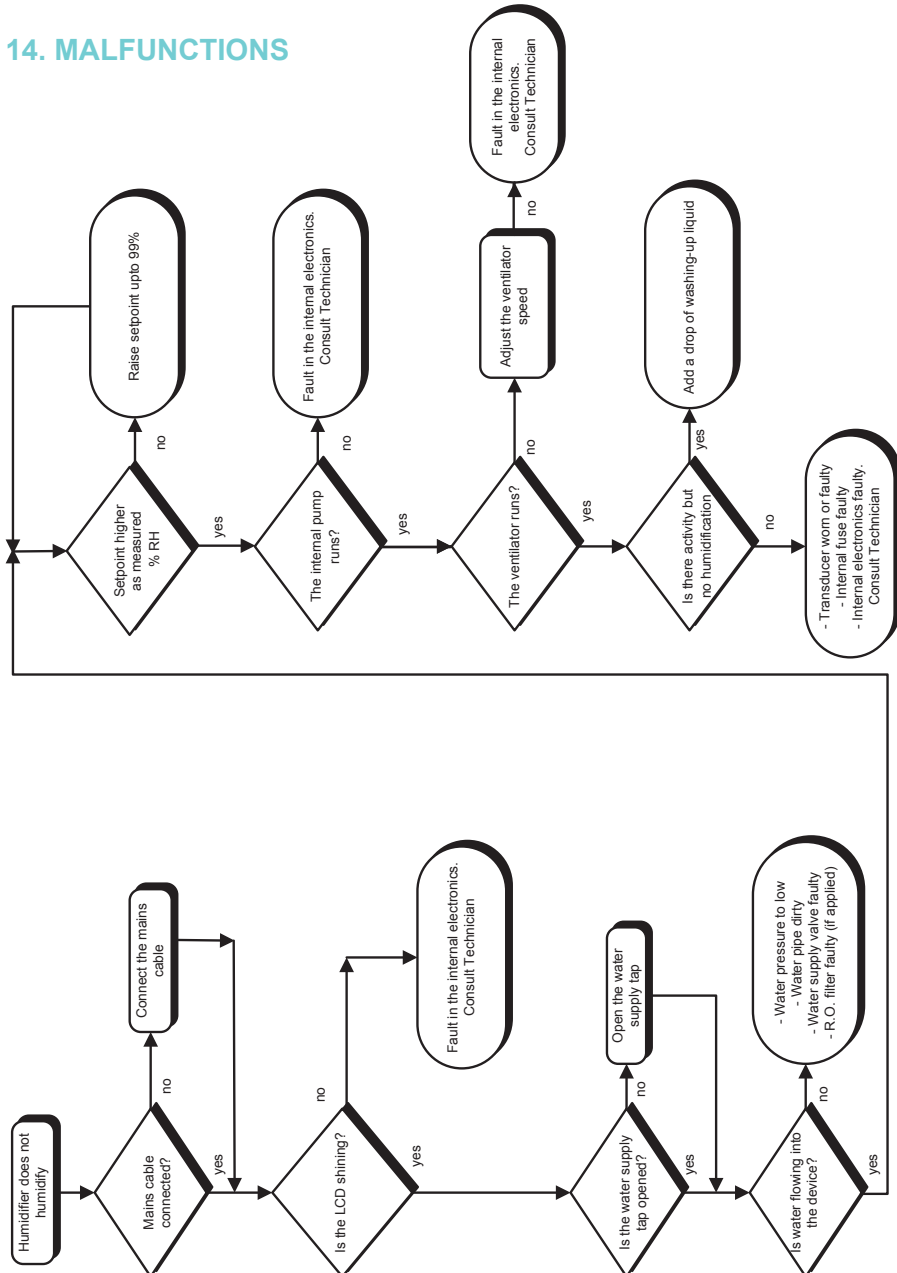 14. MALFUNCTIONS
Humidifier does not
humidify
Mains cable
connected?
no
Connect the mains
cable
yes
Is the LCD shining?
no
Fault in the internal electronics.
Consult Technician
yes
Is the water supply
tap opened?
no
Open the water
supply tap
yes
Is water flowing into
the device?
no
- Water pressure to low
- Water pipe dirty
- Water supply valve faulty
- R.O. filter faulty (if applied)
yes
Setpoint higher
as measured
% RH
no
Raise setpoint upto 99%
yes
The internal pump
runs?
no
Fault in the internal electronics.
Consult Technician
yes
The ventilator runs?
no
Adjust the ventilator
speed
no
Fault in the internal
electronics.
Consult Technician
yes
Is there activity but
no humidification
yes
Add a drop of washing-up liquid
no
- Transducer worn or faulty
- Internal fuse faulty
- Internal electronics faulty.
Consult Technician